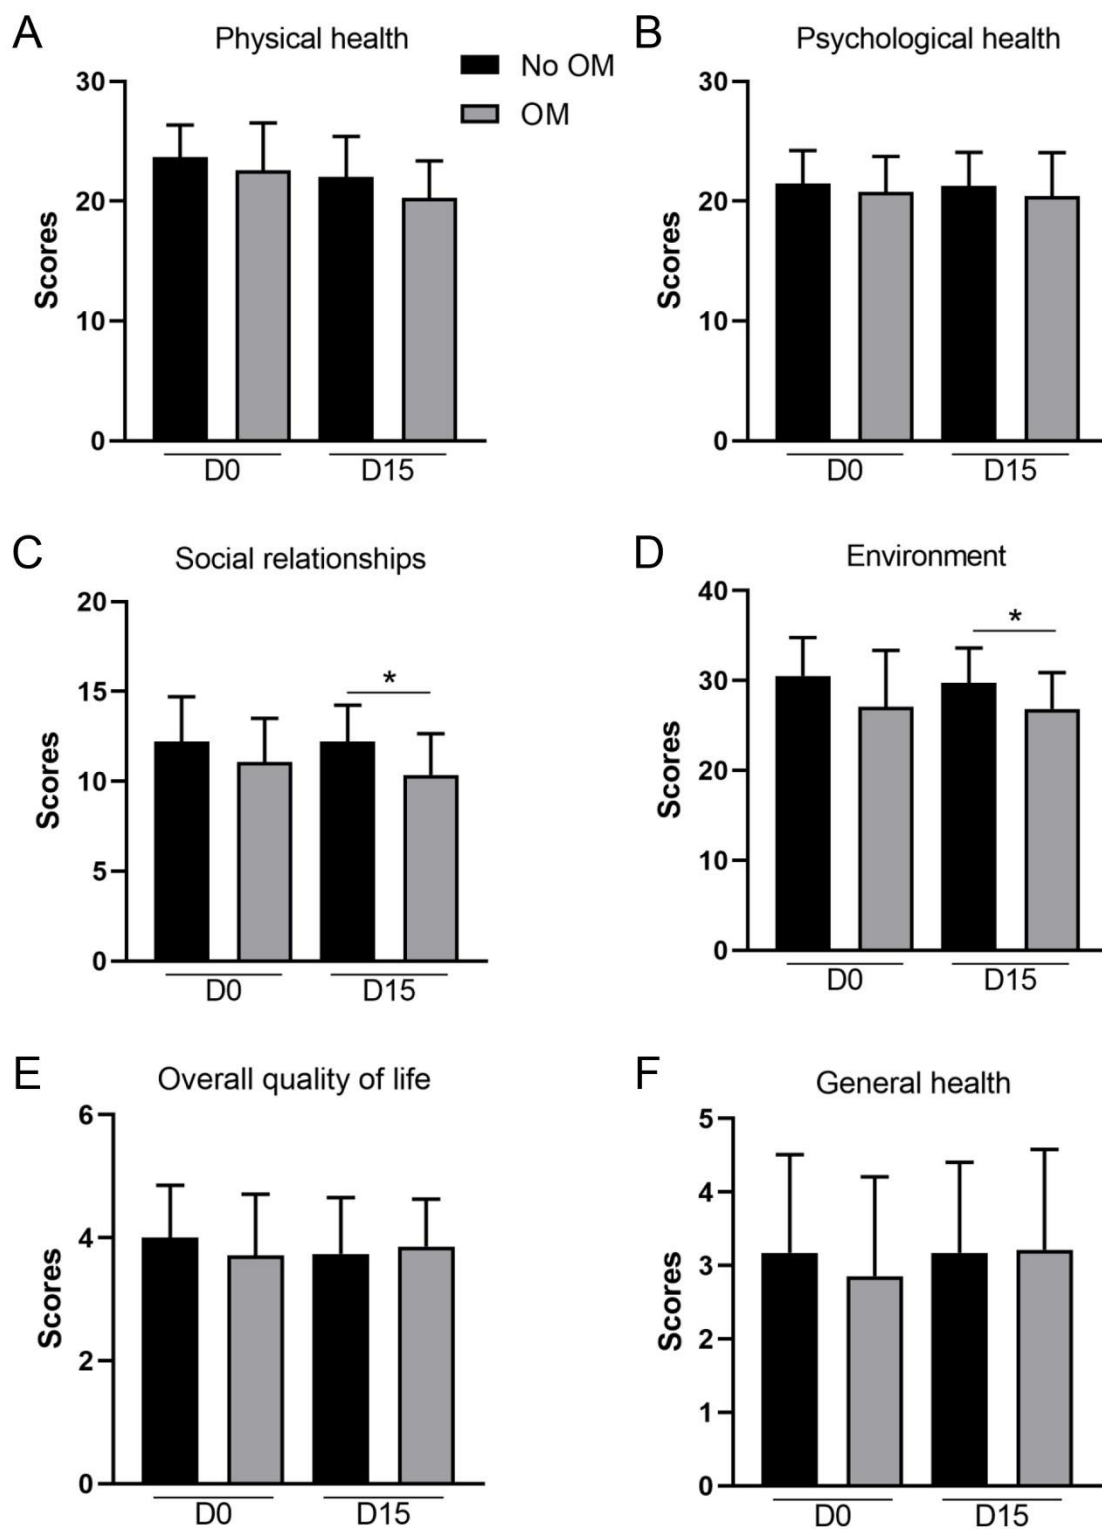 A
Physical health
No OM
OM
30
20
10
0
Scores
D0
D15
B
Psychological health
30
20
10
0
Scores
D0
D15
C
Social relationships
20
15
10
5
0
Scores
*
D0
D15
D
Environment
40
30
20
10
0
Scores
*
D0
D15
E
Overall quality of life
6
4
2
0
Scores
D0
D15
F
General health
5
4
3
2
1
0
Scores
D0
D15